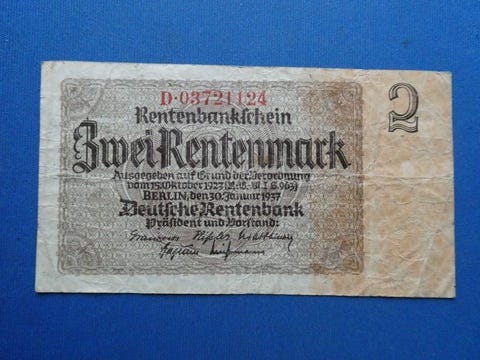 D·03721124
Rentenbankschein
2
Zwei Rentenmark
Ausgegeben auf Grund der Verordnung
vom 15. Oktober 1923 (R.-G.-Bl. I S. 963)
BERLIN, den 30. Januar 1937
Deutsche Rentenbank
Präsident und Vorstand: